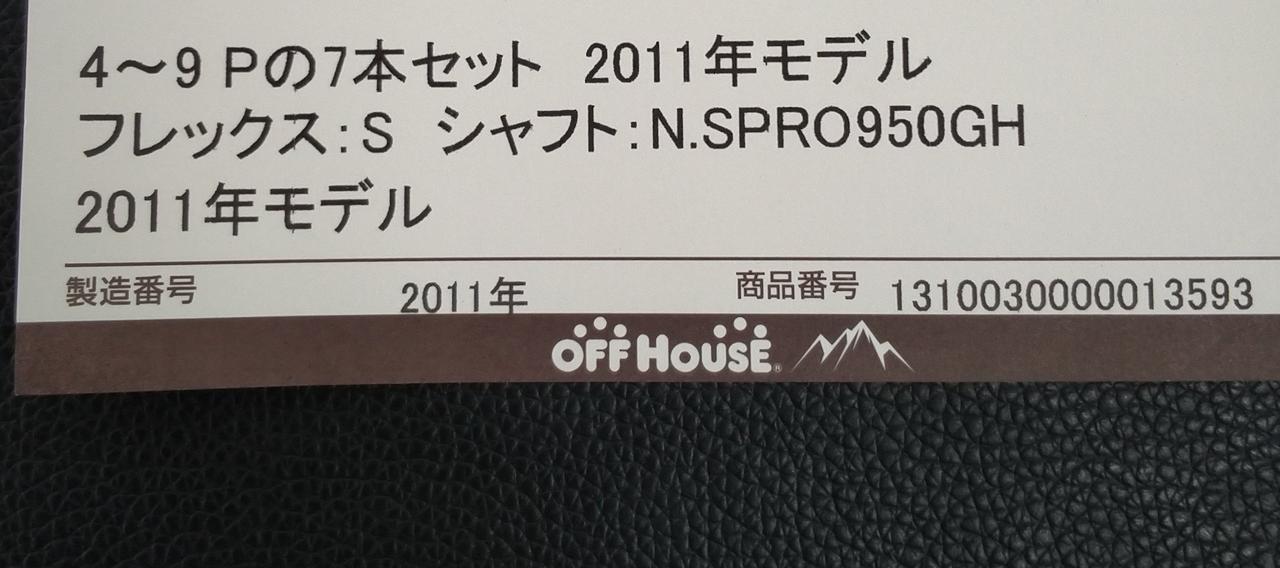 4～9 Pの7本セット 2011年モデル
フレックス：S シャフト：N.SPRO950GH
2011年モデル
製造番号 2011年 商品番号 1310030000013593
OFF HOUSE®